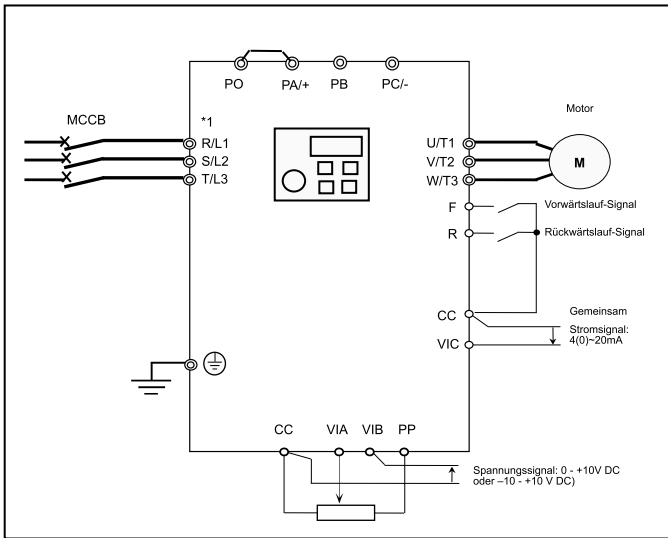 PO PA/+ PB PC/-
MCCB
*1
Motor
R/L1
S/L2
T/L3
U/T1
V/T2
W/T3
M
F
Vorwärtslauf-Signal
R
Rückwärtslauf-Signal
CC
Gemeinsam
Stromsignal:
4(0)~20mA
VIC
CC VIA VIB PP
Spannungssignal: 0 - +10V DC
oder –10 - +10 V DC)